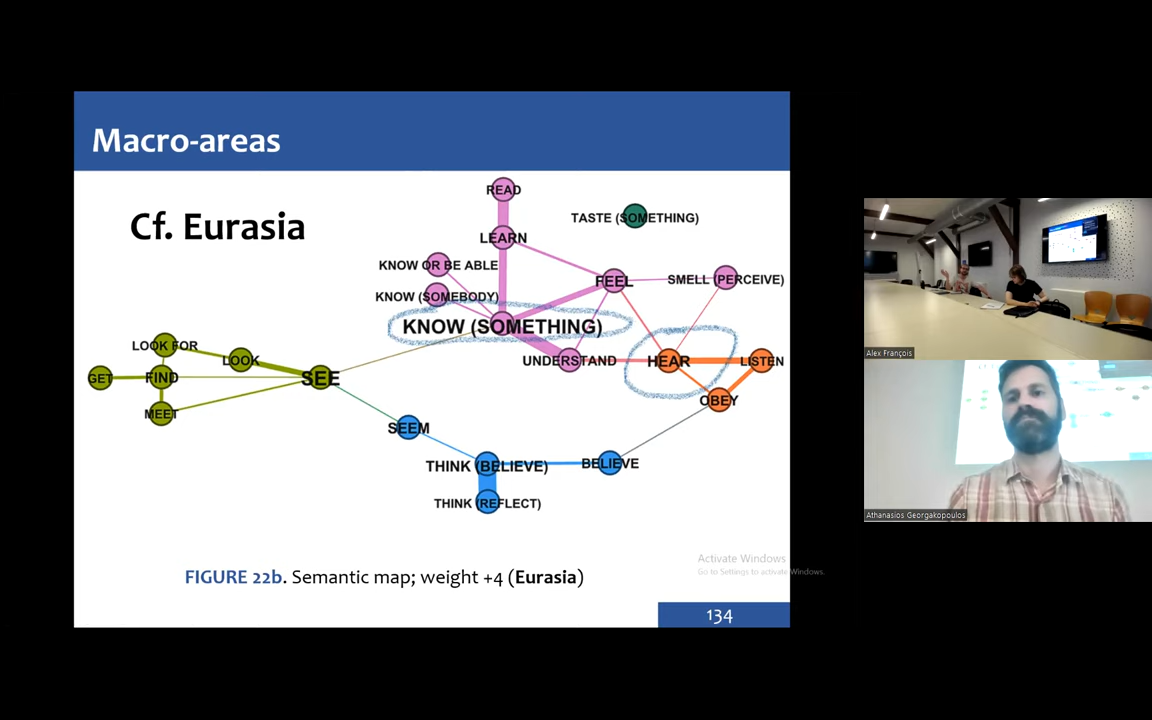 Macro-areas
Cf. Eurasia
READ
TASTE (SOMETHING)
LEARN
KNOW OR BE ABLE
FEEL
SMELL (PERCEIVE)
KNOW (SOMEBODY)
KNOW (SOMETHING)
LOOK FOR
LOOK
UNDERSTAND
HEAR
LISTEN
GET
FIND
SEE
OBEY
MEET
SEEM
THINK (BELIEVE)
BELIEVE
THINK (REFLECT)
FIGURE 22b. Semantic map; weight +4 (Eurasia)
134
Activate Windows
Go to Settings to activate Windows.
Alex François
Athanasios Georgakopoulos